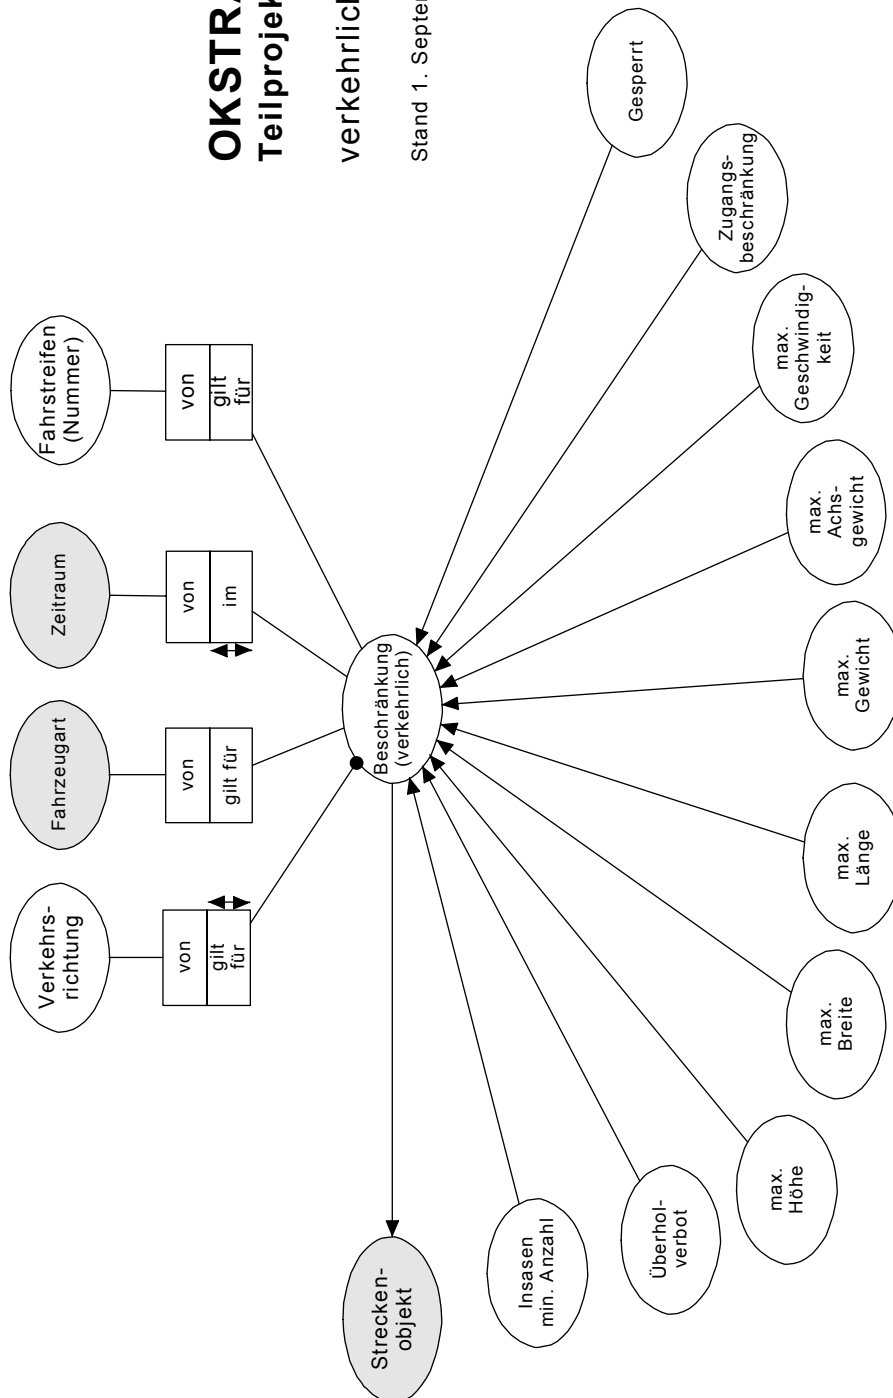 Verkehrs-
richtung
Fahrzeugart
Zeitraum
Fahrstreifen
(Nummer)
von
gilt
für
von
gilt für
von
im
von
gilt
für
OKSTRA
Teilprojek
verkehrlich
Stand 1. Septem
Strecken-
objekt
Beschränkung
(verkehrlich)
Insasen
min. Anzahl
Überhol-
verbot
max.
Höhe
max.
Breite
max.
Länge
max.
Gewicht
max.
Achs-
gewicht
max.
Geschwindig-
keit
Zugangs-
beschränkung
Gesperrt